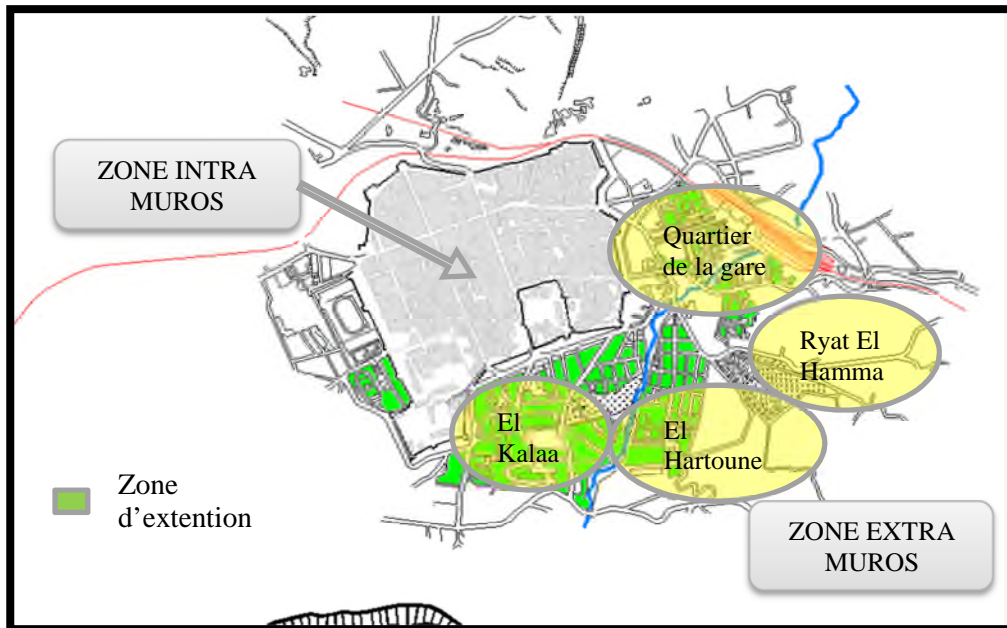 ZONE INTRA
MUROS
Quartier
de la gare
Ryat El
Hamma
El
Kalaa
El
Hartoune
Zone
d’extention
ZONE EXTRA
MUROS